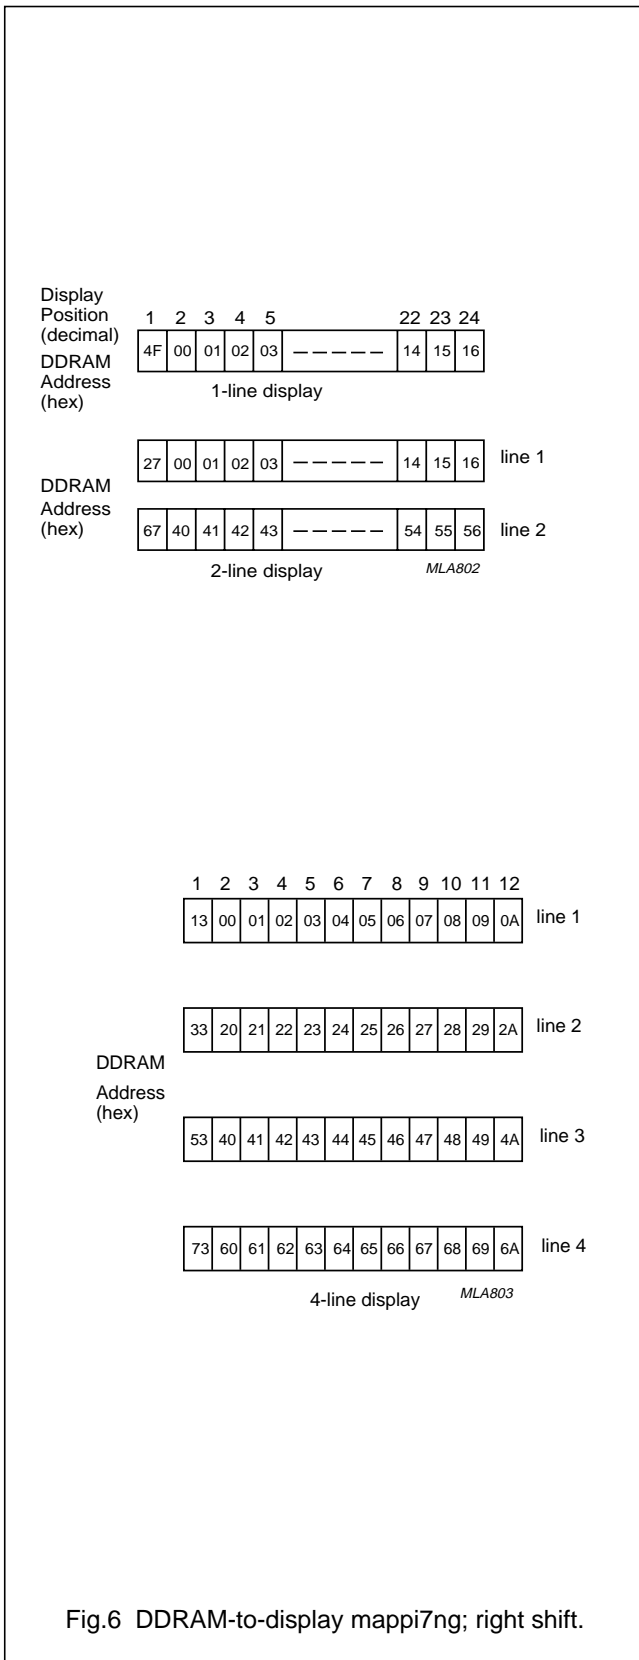 Display
Position
(decimal)
1 2 3 4 5 22 23 24
DDRAM
Address
(hex)
4F 00 01 02 03 – – – – – 14 15 16
1-line display
27 00 01 02 03 – – – – – 14 15 16 line 1
DDRAM
Address
(hex)
67 40 41 42 43 – – – – – 54 55 56 line 2
2-line display MLA802
1 2 3 4 5 6 7 8 9 10 11 12
13 00 01 02 03 04 05 06 07 08 09 0A line 1
33 20 21 22 23 24 25 26 27 28 29 2A line 2
DDRAM
Address
(hex)
53 40 41 42 43 44 45 46 47 48 49 4A line 3
73 60 61 62 63 64 65 66 67 68 69 6A line 4
4-line display MLA803
Fig.6 DDRAM-to-display mappi7ng; right shift.